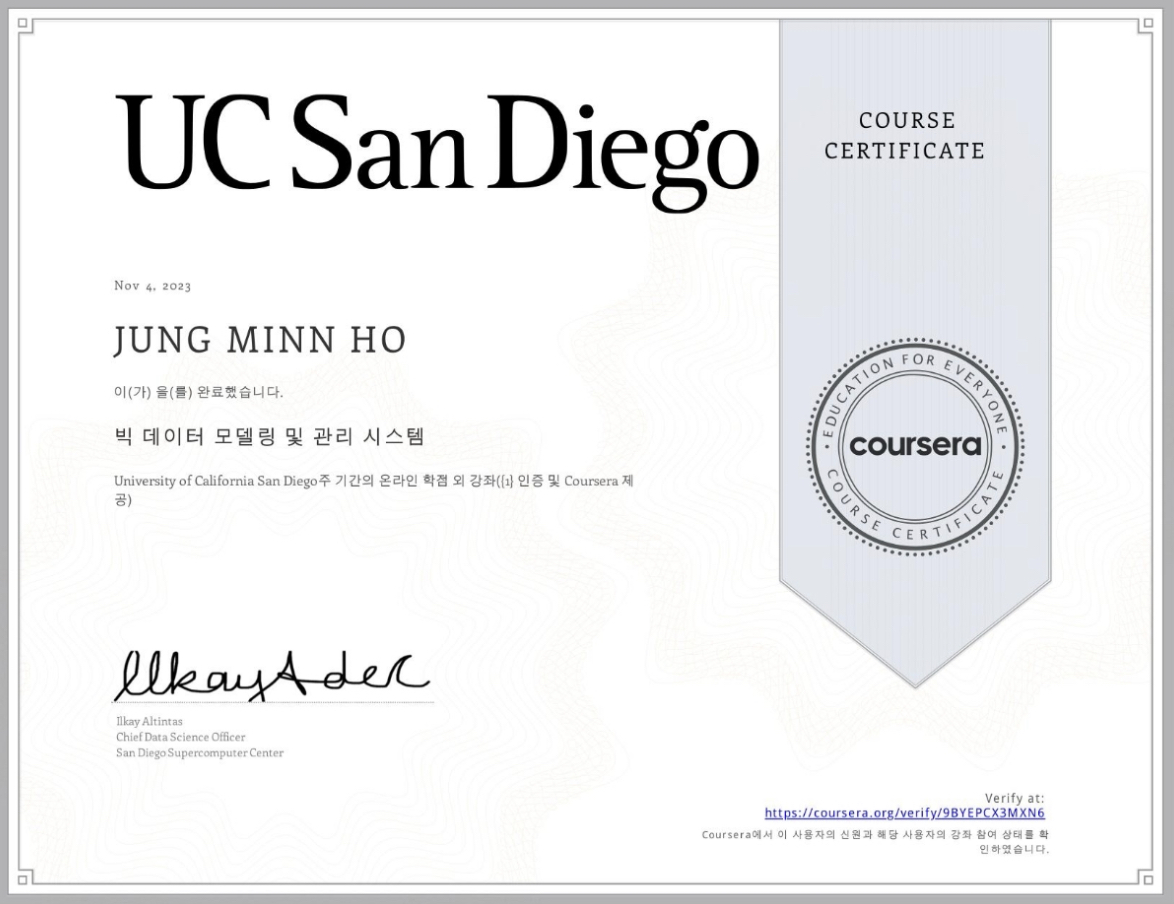 UC San Diego
COURSE
CERTIFICATE
Nov 4, 2023
JUNG MINN HO
이(가) 을(를) 완료했습니다.
빅 데이터 모델링 및 관리 시스템
University of California San Diego주 기간의 온라인 학점 외 강좌({1} 인증 및 Coursera 제
공)
EDUCATION FOR EVERYONE
coursera
COURSE CERTIFICATE
Ilkay Altintas
Chief Data Science Officer
San Diego Supercomputer Center
Verify at:
https://coursera.org/verify/9BYEPCX3MXN6
Coursera에서 이 사용자의 신원과 해당 사용자의 강좌 참여 상태를 확
인하였습니다.